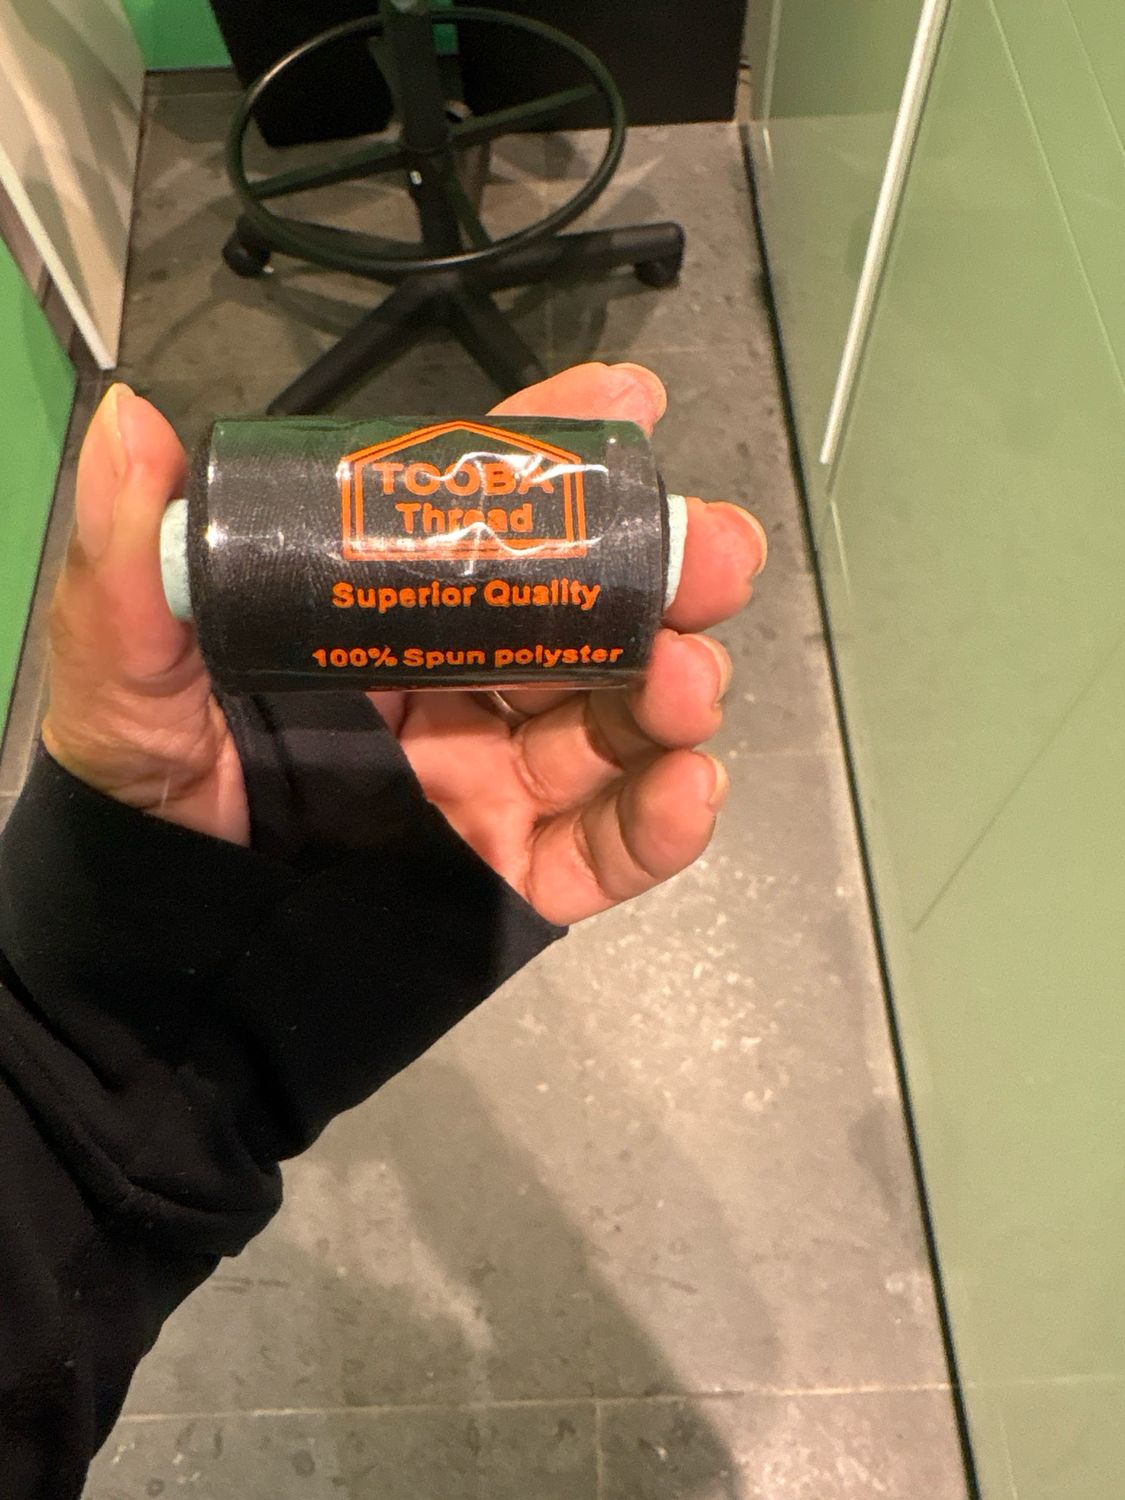 TOOBA
Thread
Superior Quality
100% Spun polyster